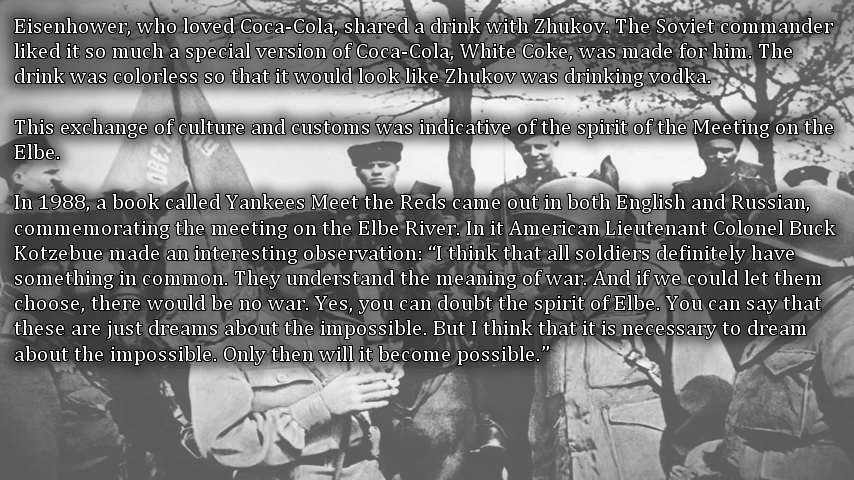 Eisenhower, who loved Coca-Cola, shared a drink with Zhukov. The Soviet commander
liked it so much a special version of Coca-Cola, White Coke, was made for him. The
drink was colorless so that it would look like Zhukov was drinking vodka.
This exchange of culture and customs was indicative of the spirit of the Meeting on the
Elbe.
In 1988, a book called Yankees Meet the Reds came out in both English and Russian,
commemorating the meeting on the Elbe River. In it American Lieutenant Colonel Buck
Kotzebue made an interesting observation: “I think that all soldiers definitely have
something in common. They understand the meaning of war. And if we could let them
choose, there would be no war. Yes, you can doubt the spirit of Elbe. You can say that
these are just dreams about the impossible. But I think that it is necessary to dream
about the impossible. Only then will it become possible.”